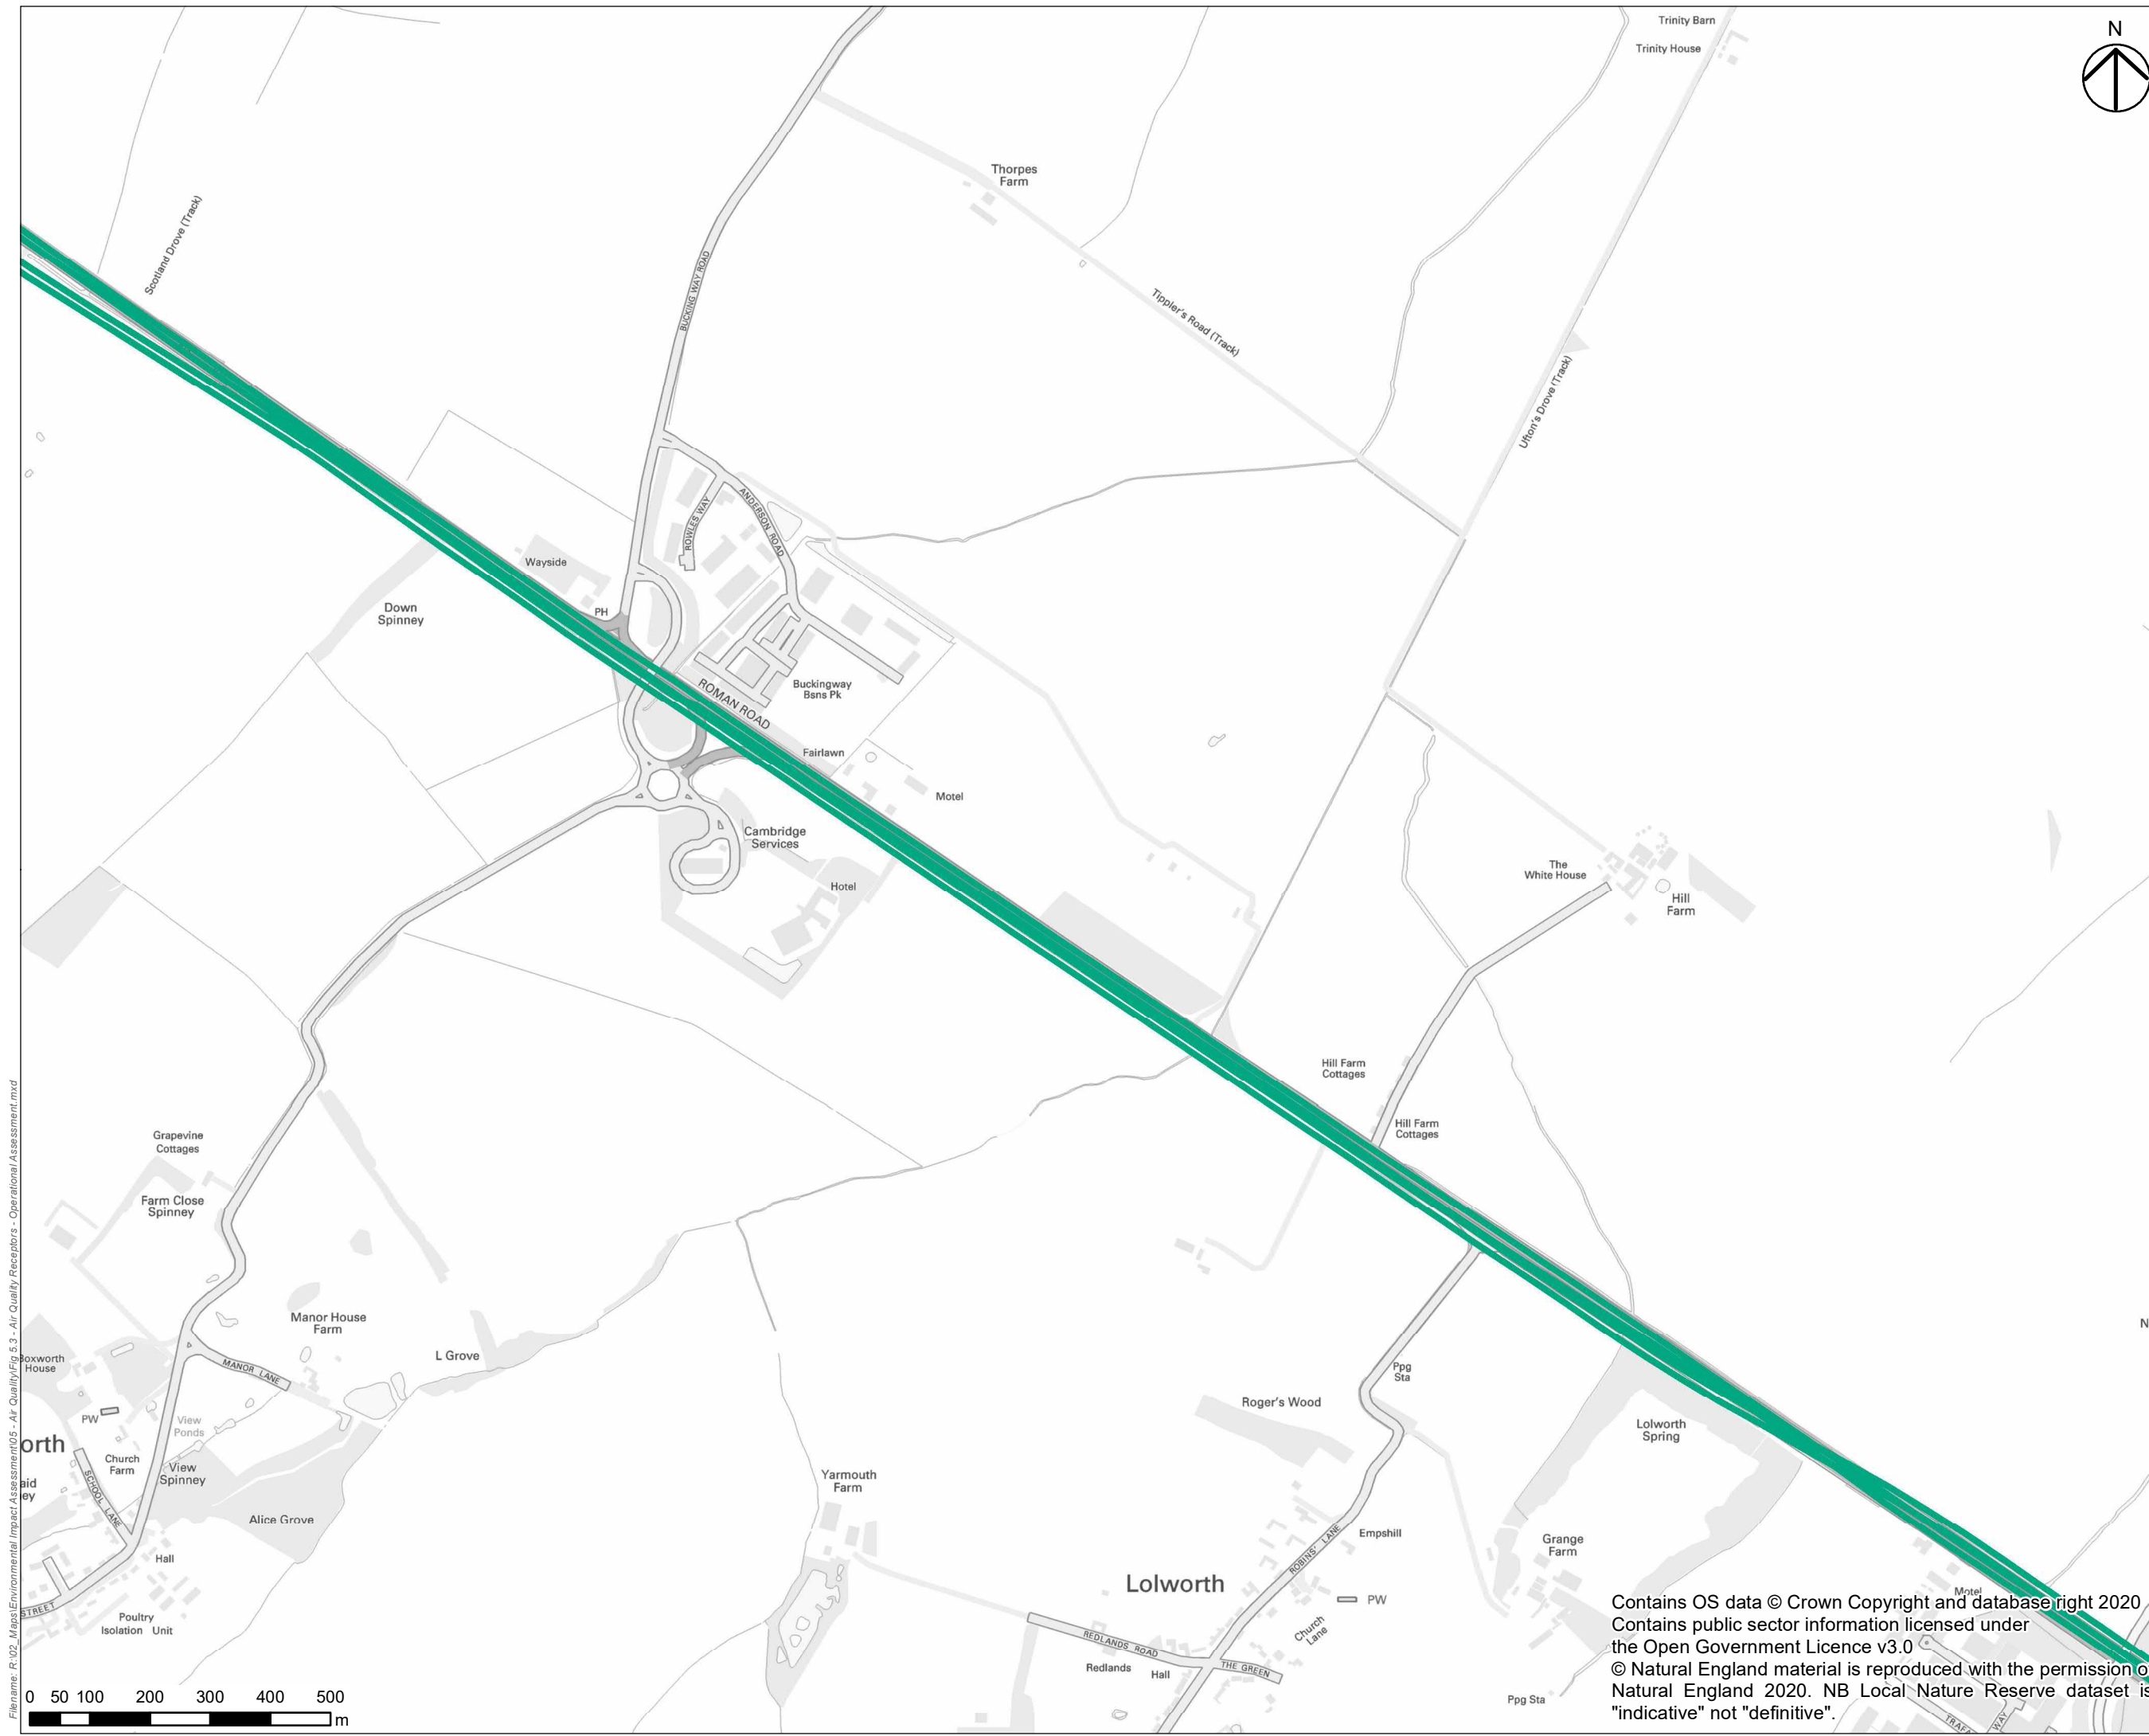 Trinity Barn
Trinity House
N
Thorpes
Farm
Scotland Drove (Track)
BUCKING WAY ROAD
Tippler's Road (Track)
Ufton's Drove (Track)
ROWLES WAY
ANDERSON ROAD
Wayside
PH
Down
Spinney
ROMAN ROAD
Buckingway
Bsns Pk
Fairlawn
Motel
Cambridge
Services
Hotel
The
White House
Hill
Farm
Hill Farm
Cottages
Hill Farm
Cottages
Grapevine
Cottages
Farm Close
Spinney
Manor House
Farm
N
L Grove
Boxworth
House
MANOR LANE
Ppg
Sta
Roger's Wood
PW
View
Ponds
orth
Lolworth
Spring
Church
Farm
View
Spinney
aid
ey
SCHOOL LANE
Yarmouth
Farm
Alice Grove
Hall
Empshill
Grange
Farm
ROBINS' LANE
Lolworth
PW
Motel
STREET
Poultry
Isolation Unit
Church
Lane
REDLANDS ROAD
Redlands
Hall
THE GREEN
Ppg Sta
TRAFA
WAY
Contains OS data © Crown Copyright and database right 2020
Contains public sector information licensed under
the Open Government Licence v3.0
© Natural England material is reproduced with the permission o
Natural England 2020. NB Local Nature Reserve dataset is
"indicative" not "definitive".
0 50 100 200 300 400 500
m
Filename: R:\02_Maps\Environmental Impact Assessment\05 - Air Quality\Fig 5.3 - Air Quality Receptors - Operational Assessment.mxd